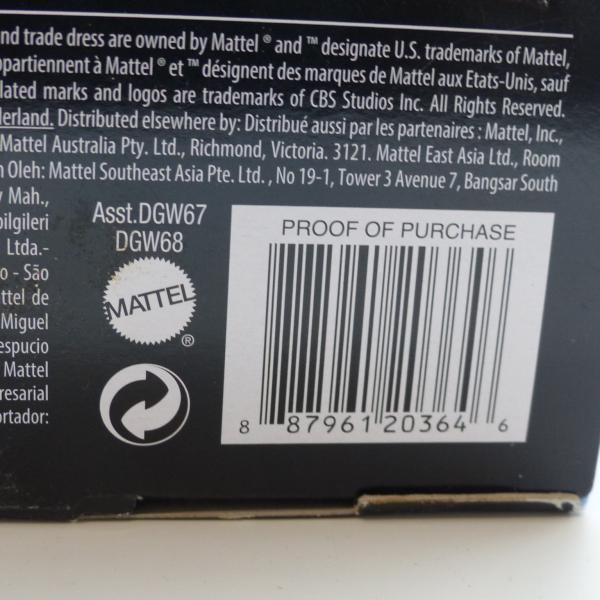 nd trade dress are owned by Mattel ® and ™ designate U.S. trademarks of Mattel,
ppartiennent à Mattel ® et ™ désignent des marques de Mattel aux Etats-Unis, sauf
lated marks and logos are trademarks of CBS Studios Inc. All Rights Reserved.
derland. Distributed elsewhere by: Distribué aussi par les partenaires : Mattel, Inc.,
Mattel Australia Pty. Ltd., Richmond, Victoria. 3121. Mattel East Asia Ltd., Room
n Oleh: Mattel Southeast Asia Pte. Ltd. , No 19-1, Tower 3 Avenue 7, Bangsar South
y Mah.,
bilgileri
Ltda.-
o - São
ttel de
Miguel
espucio
Mattel
resarial
ortador:
Asst.DGW67
DGW68
MATTEL
®
PROOF OF PURCHASE
8 87961 20364 6